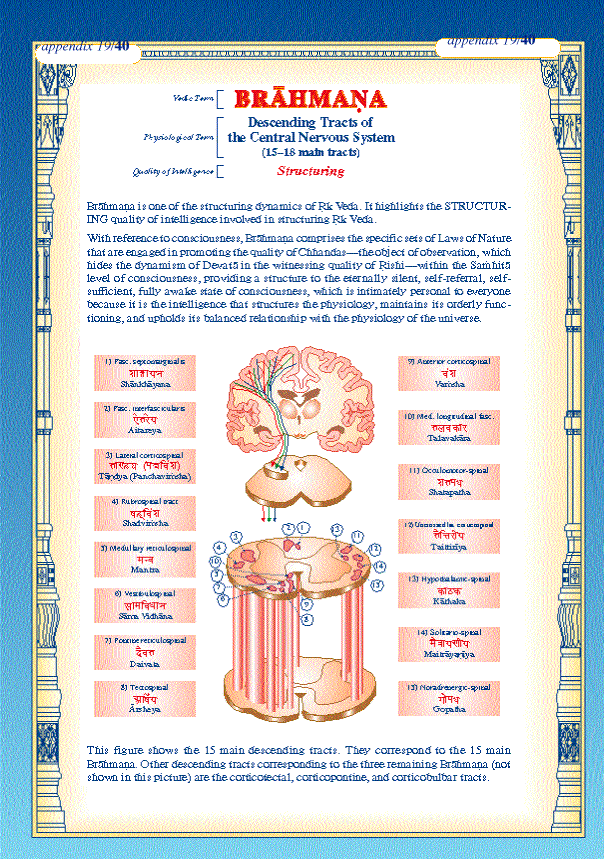 appendix 19/40
appendix 19/40
Vedic Term
BRĀHMAṆA
Physiological Term
Descending Tracts of
the Central Nervous System
(15–18 main tracts)
Quality of Intelligence
Structuring
Brāhmaṇa is one of the structuring dynamics of Ṛk Veda. It highlights the STRUCTUR-
ING quality of intelligence involved in structuring Ṛk Veda.
With reference to consciousness, Brāhmaṇa comprises the specific sets of Laws of Nature
that are engaged in promoting the quality of Chhandas—the object of observation, which
hides the dynamism of Devatā in the witnessing quality of Rishi—within the Saṁhitā
level of consciousness, providing a structure to the eternally silent, self-referral, self-
sufficient, fully awake state of consciousness, which is intimately personal to everyone
because it is the intelligence that structures the physiology, maintains its orderly func-
tioning, and upholds its balanced relationship with the physiology of the universe.
1) Fasc. septomarginalis
शाङ्खायन
Shānkhāyana
2) Fasc. interfascicularis
ऐतरेय
Aitareya
3) Lateral corticospinal
ताण्ड्य (पञ्चविंश)
Tāṇḍya (Panchaviṁsha)
4) Rubrospinal tract
षड्विंश
Shadviṁsha
5) Medullary reticulospinal
मन्त्र
Mantra
6) Vestibulospinal
सामविधान
Sāma Vidhāna
7) Pontine reticulospinal
दैवत
Daivata
8) Tectospinal
आर्षेय
Ārsheya
9) Anterior corticospinal
वंश
Vaṁsha
10) Med. longitudinal fasc.
तलवकार
Talavakāra
11) Occulomotor-spinal
शतपथ
Shatapatha
12)
तैत्तिरीय
Taittirīya
13) Hypothalamic-spinal
काठक
Kāthaka
14) Solitario-spinal
मैत्रायणीय
Maitrāyaṇīya
15) Noradrenergic-spinal
गोपथ
Gopatha
3
2
1
13
11
4
12
10
14
5
15
7
6
9
8
This figure shows the 15 main descending tracts. They correspond to the 15 main
Brāhmaṇa. Other descending tracts corresponding to the three remaining Brāhmaṇa (not
shown in this picture) are the corticotectal, corticopontine, and corticobulbar tracts.